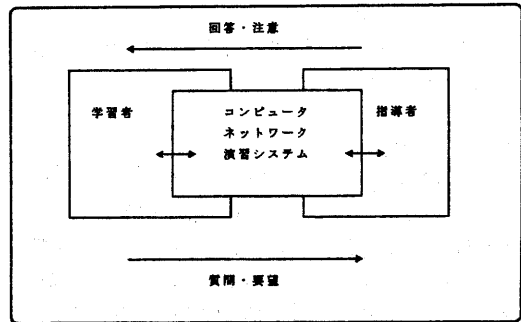 回答・注意
学習者
コンピュータ
ネットワーク
演習システム
指導者
質問・要望